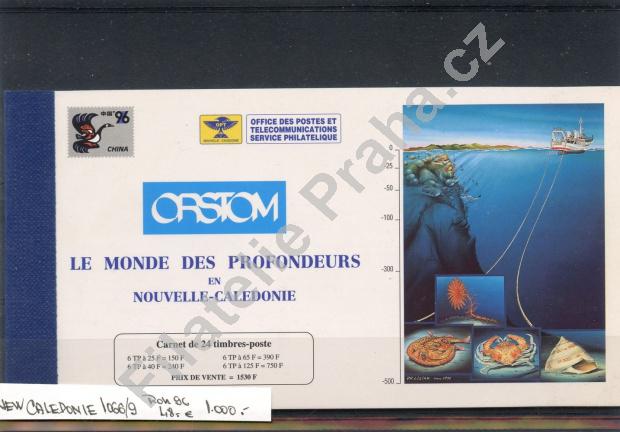 中国'96
CHINA
OPT
NOUVELLE CALEDONIE
OFFICE DES POSTES ET
TELECOMMUNICATIONS
SERVICE PHILATELIQUE
ORSTOM
LE MONDE DES PROFONDEURS
EN
NOUVELLE-CALEDONIE
Carnet de 24 timbres-poste
6 TP à 25 F = 150 F 6 TP à 65 F = 390 F
6 TP à 40 F = 240 F 6 TP à 125 F = 750 F
PRIX DE VENTE = 1530 F
0
-25
-50
-100
-300
-500
NEW CALEDONIE 1066/9
48.- €
1.000.-
Filatelie Praha.cz